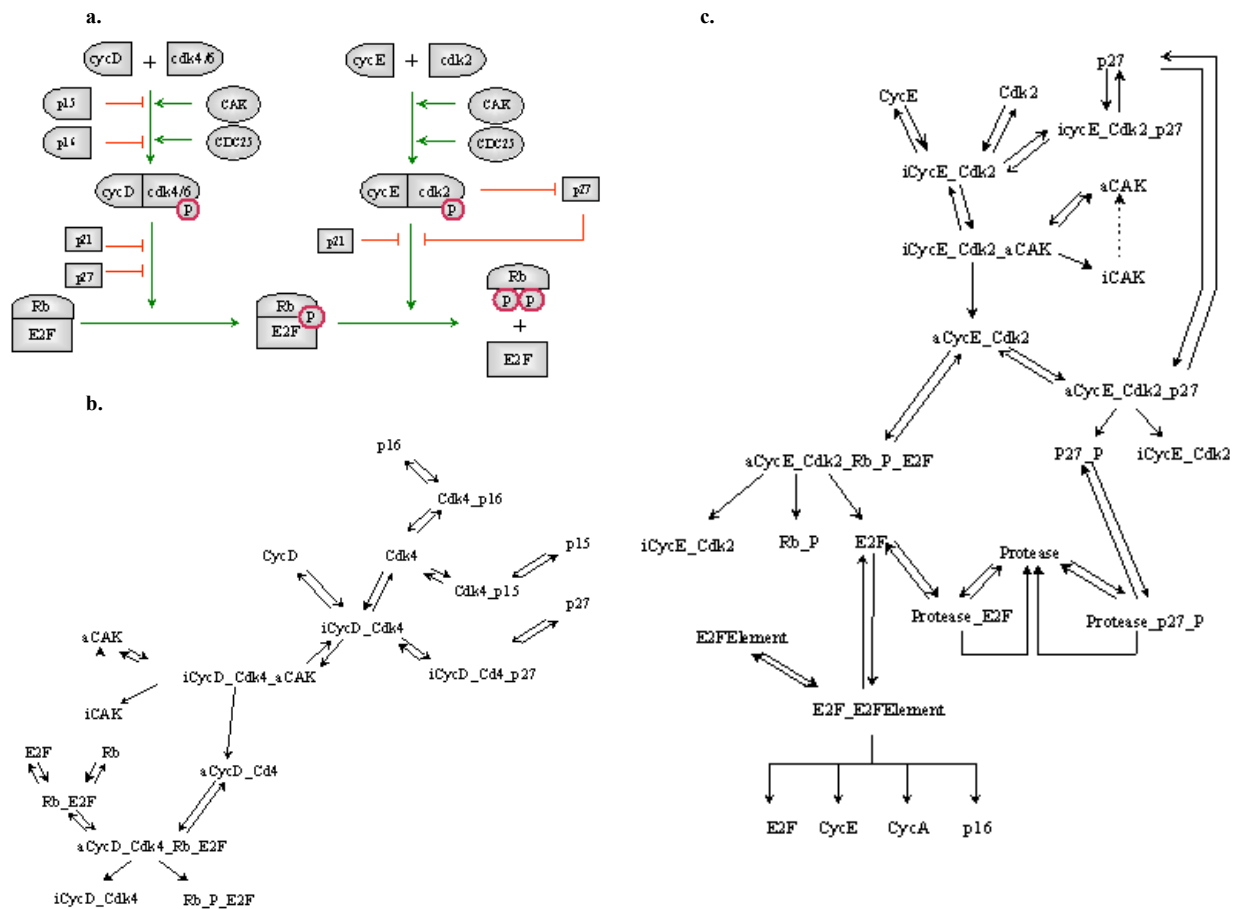 a.
cycD + cdk4/6
p15
CAK
p16
CDC25
cycD cdk4/6
P
p21
p27
Rb
E2F
cycE + cdk2
CAK
CDC25
cycE cdk2
P
p27
p21
Rb
P
E2F
Rb
P P
+
E2F
b.
p16
Cdk4_p16
CycD
Cdk4
p15
Cdk4_p15
p27
iCycD_Cdk4
aCAK
iCycD_Cd4_p27
iCycD_Cdk4_aCAK
iCAK
E2F
Rb
aCycD_Cd4
Rb_E2F
aCycD_Cdk4_Rb_E2F
iCycD_Cdk4
Rb_P_E2F
c.
p27
CycE
Cdk2
icycE_Cdk2_p27
iCycE_Cdk2
aCAK
iCycE_Cdk2_aCAK
iCAK
aCycE_Cdk2
aCycE_Cdk2_p27
aCycE_Cdk2_Rb_P_E2F
P27_P
iCycE_Cdk2
iCycE_Cdk2
Rb_P
E2F
Protease
Protease_E2F
Protease_p27_P
E2FElement
E2F_E2FElement
E2F
CycE
CycA
p16